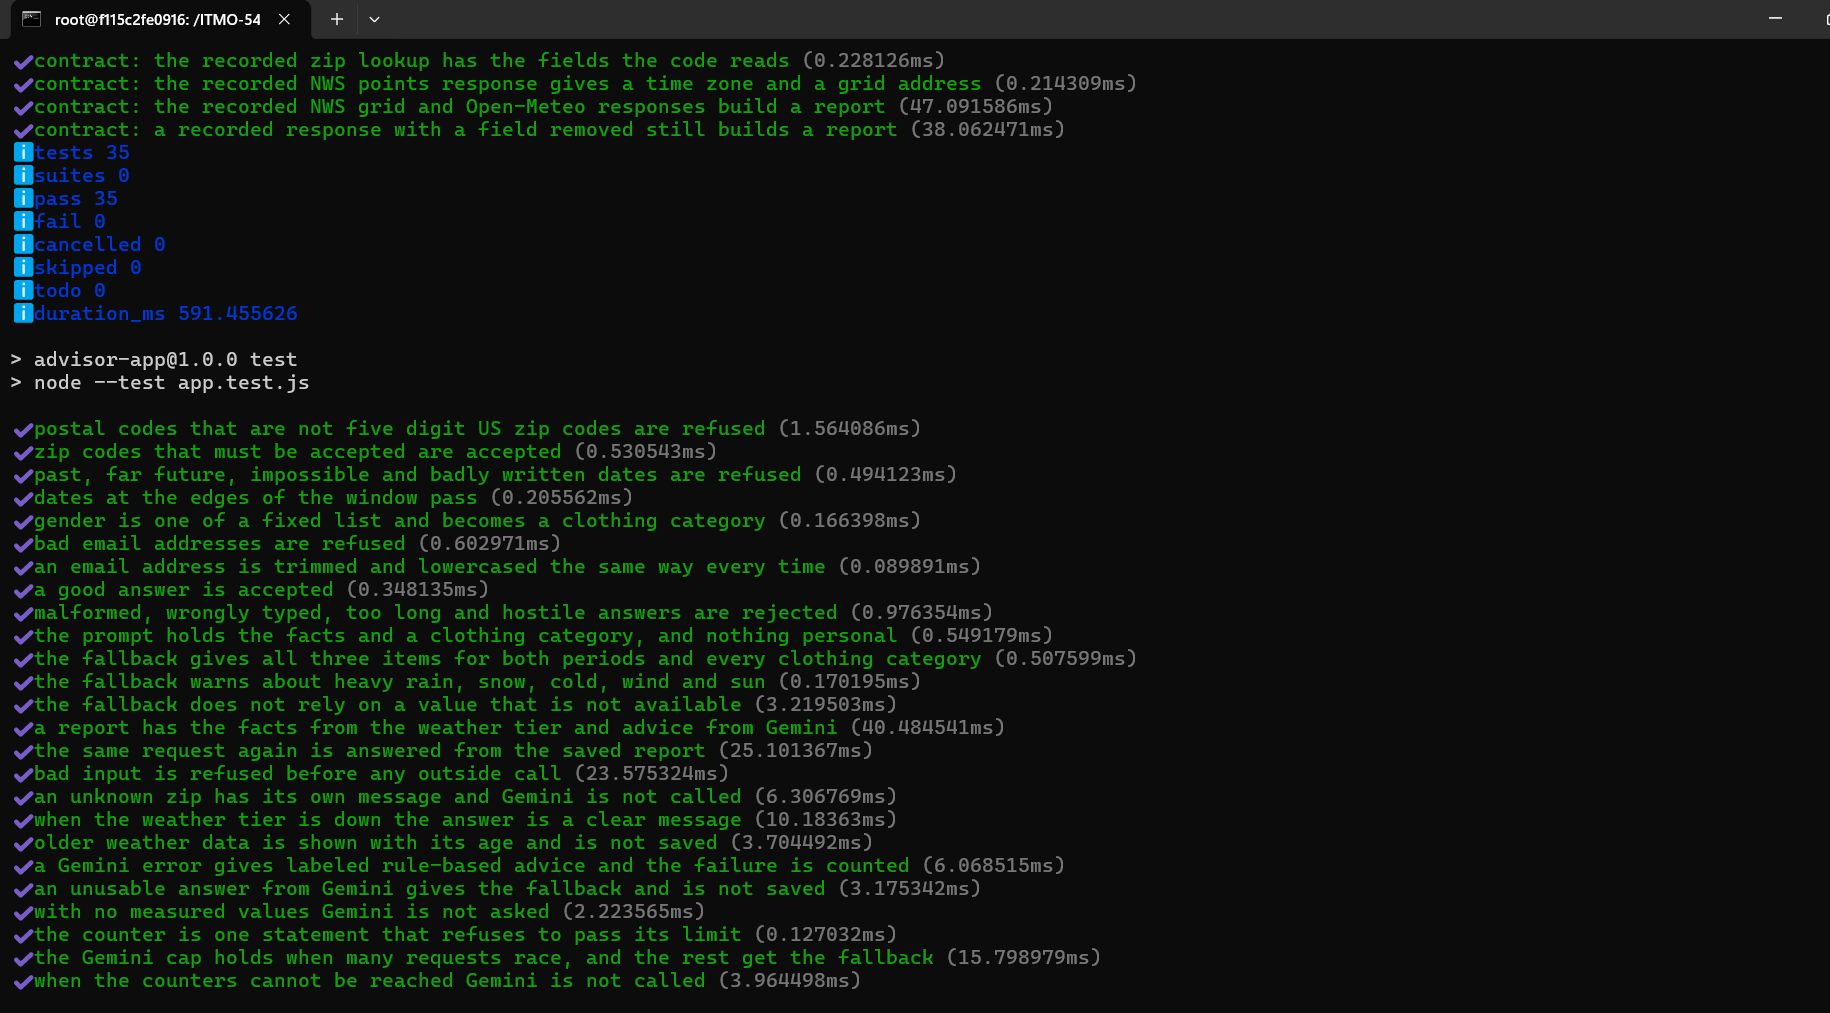 root@f115c2fe0916: /ITMO-54
✔contract: the recorded zip lookup has the fields the code reads (0.228126ms)
✔contract: the recorded NWS points response gives a time zone and a grid address (0.214309ms)
✔contract: the recorded NWS grid and Open-Meteo responses build a report (47.091586ms)
✔contract: a recorded response with a field removed still builds a report (38.062471ms)
ℹtests 35
ℹsuites 0
ℹpass 35
ℹfail 0
ℹcancelled 0
ℹskipped 0
ℹtodo 0
ℹduration_ms 591.455626
> advisor-app@1.0.0 test
> node --test app.test.js
✔postal codes that are not five digit US zip codes are refused (1.564086ms)
✔zip codes that must be accepted are accepted (0.530543ms)
✔past, far future, impossible and badly written dates are refused (0.494123ms)
✔dates at the edges of the window pass (0.205562ms)
✔gender is one of a fixed list and becomes a clothing category (0.166398ms)
✔bad email addresses are refused (0.602971ms)
✔an email address is trimmed and lowercased the same way every time (0.089891ms)
✔a good answer is accepted (0.348135ms)
✔malformed, wrongly typed, too long and hostile answers are rejected (0.976354ms)
✔the prompt holds the facts and a clothing category, and nothing personal (0.549179ms)
✔the fallback gives all three items for both periods and every clothing category (0.507599ms)
✔the fallback warns about heavy rain, snow, cold, wind and sun (0.170195ms)
✔the fallback does not rely on a value that is not available (3.219503ms)
✔a report has the facts from the weather tier and advice from Gemini (40.484541ms)
✔the same request again is answered from the saved report (25.101367ms)
✔bad input is refused before any outside call (23.575324ms)
✔an unknown zip has its own message and Gemini is not called (6.306769ms)
✔when the weather tier is down the answer is a clear message (10.18363ms)
✔older weather data is shown with its age and is not saved (3.704492ms)
✔a Gemini error gives labeled rule-based advice and the failure is counted (6.068515ms)
✔an unusable answer from Gemini gives the fallback and is not saved (3.175342ms)
✔with no measured values Gemini is not asked (2.223565ms)
✔the counter is one statement that refuses to pass its limit (0.127032ms)
✔the Gemini cap holds when many requests race, and the rest get the fallback (15.798979ms)
✔when the counters cannot be reached Gemini is not called (3.964498ms)